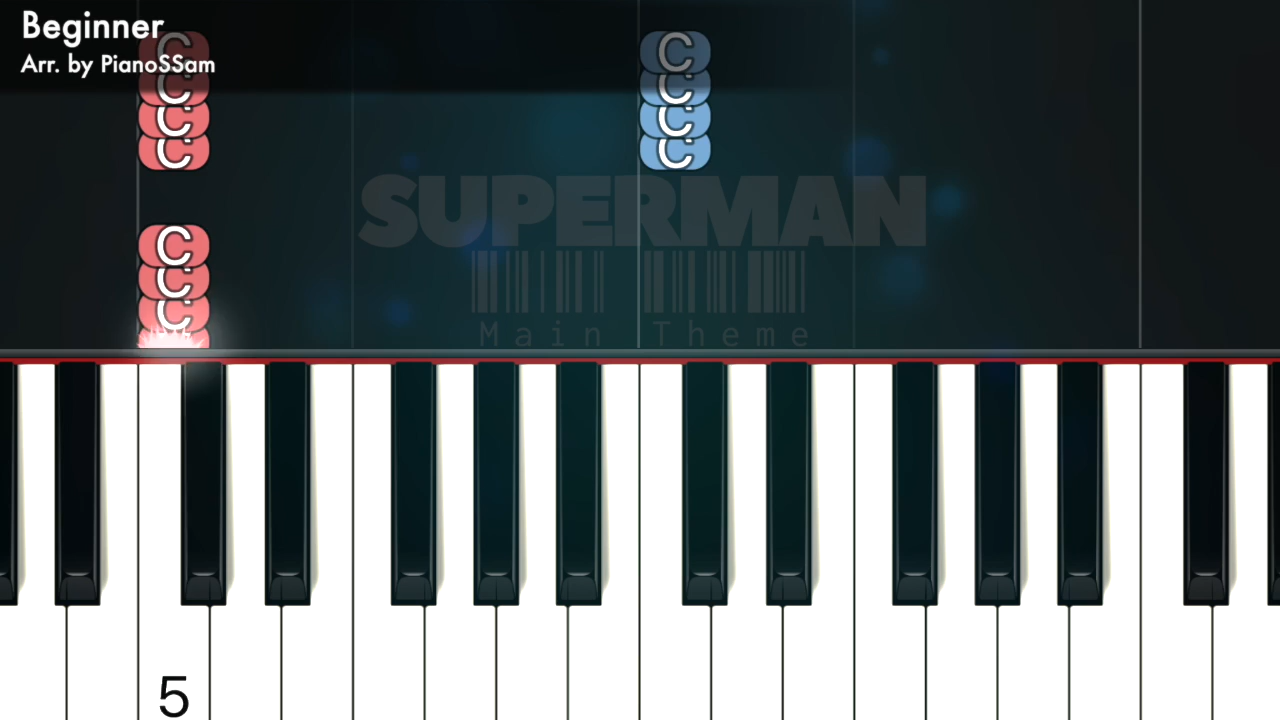 Beginner
Arr. by PianoSSam
C C
C C
C C
C C
SUPERMAN
C
C
C
Main Theme
5